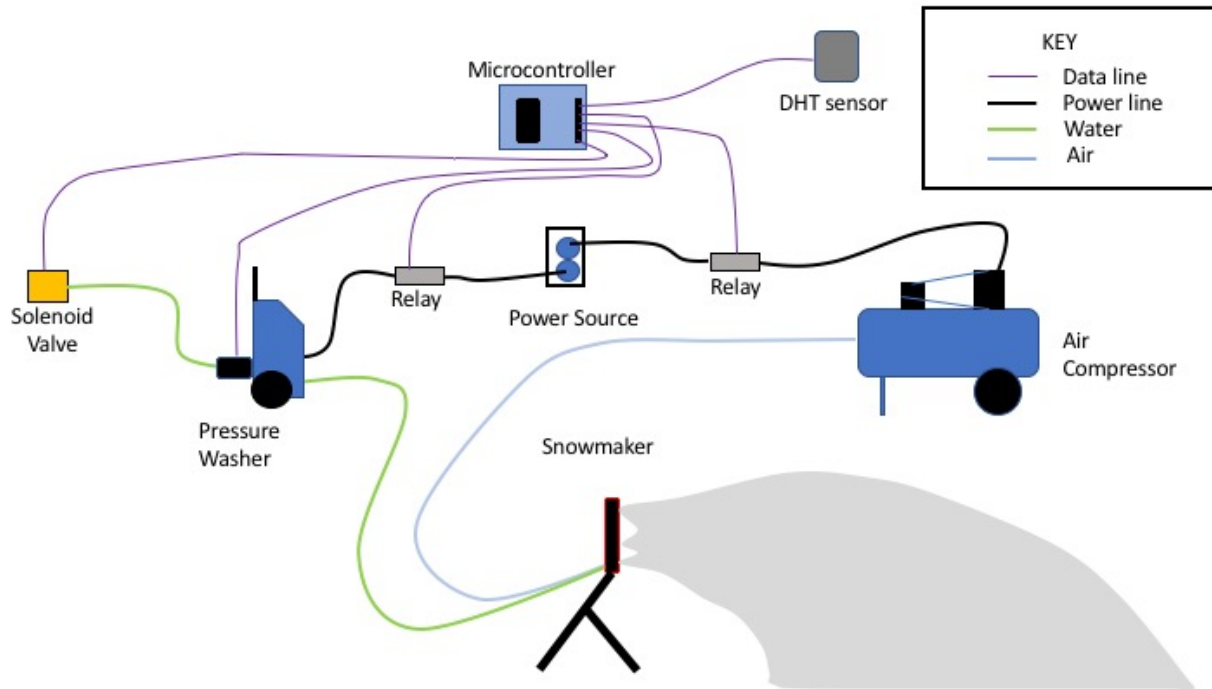 KEY
Data line
Power line
Water
Air
Microcontroller
DHT sensor
Solenoid
Valve
Relay
Power Source
Relay
Air
Compressor
Pressure
Washer
Snowmaker